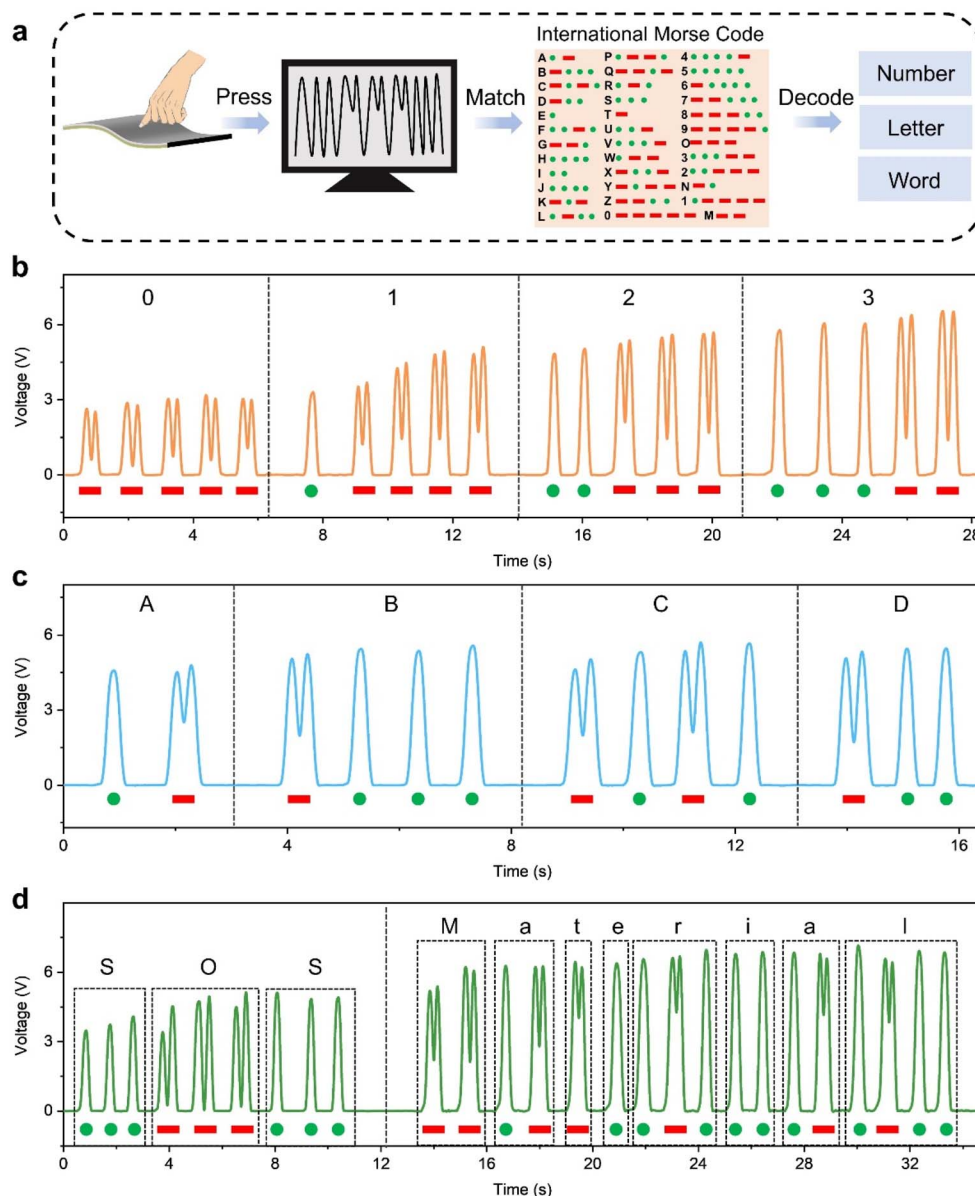 a
International Morse Code
Press
Match
Decode
A P 4
B Q 5
C R 6
D S 7
E T 8
F U 9
G V O
H W 3
I X 2
J Y N
K Z 1
L 0 M
Number
Letter
Word
b
0 1 2 3
Voltage (V)
6
3
0
0 4 8 12 16 20 24 28
Time (s)
c
A B C D
Voltage (V)
6
3
0
0 4 8 12 16
Time (s)
d
M a t e r i a l
S O S
Voltage (V)
9
6
3
0
0 4 8 12 16 20 24 28 32
Time (s)